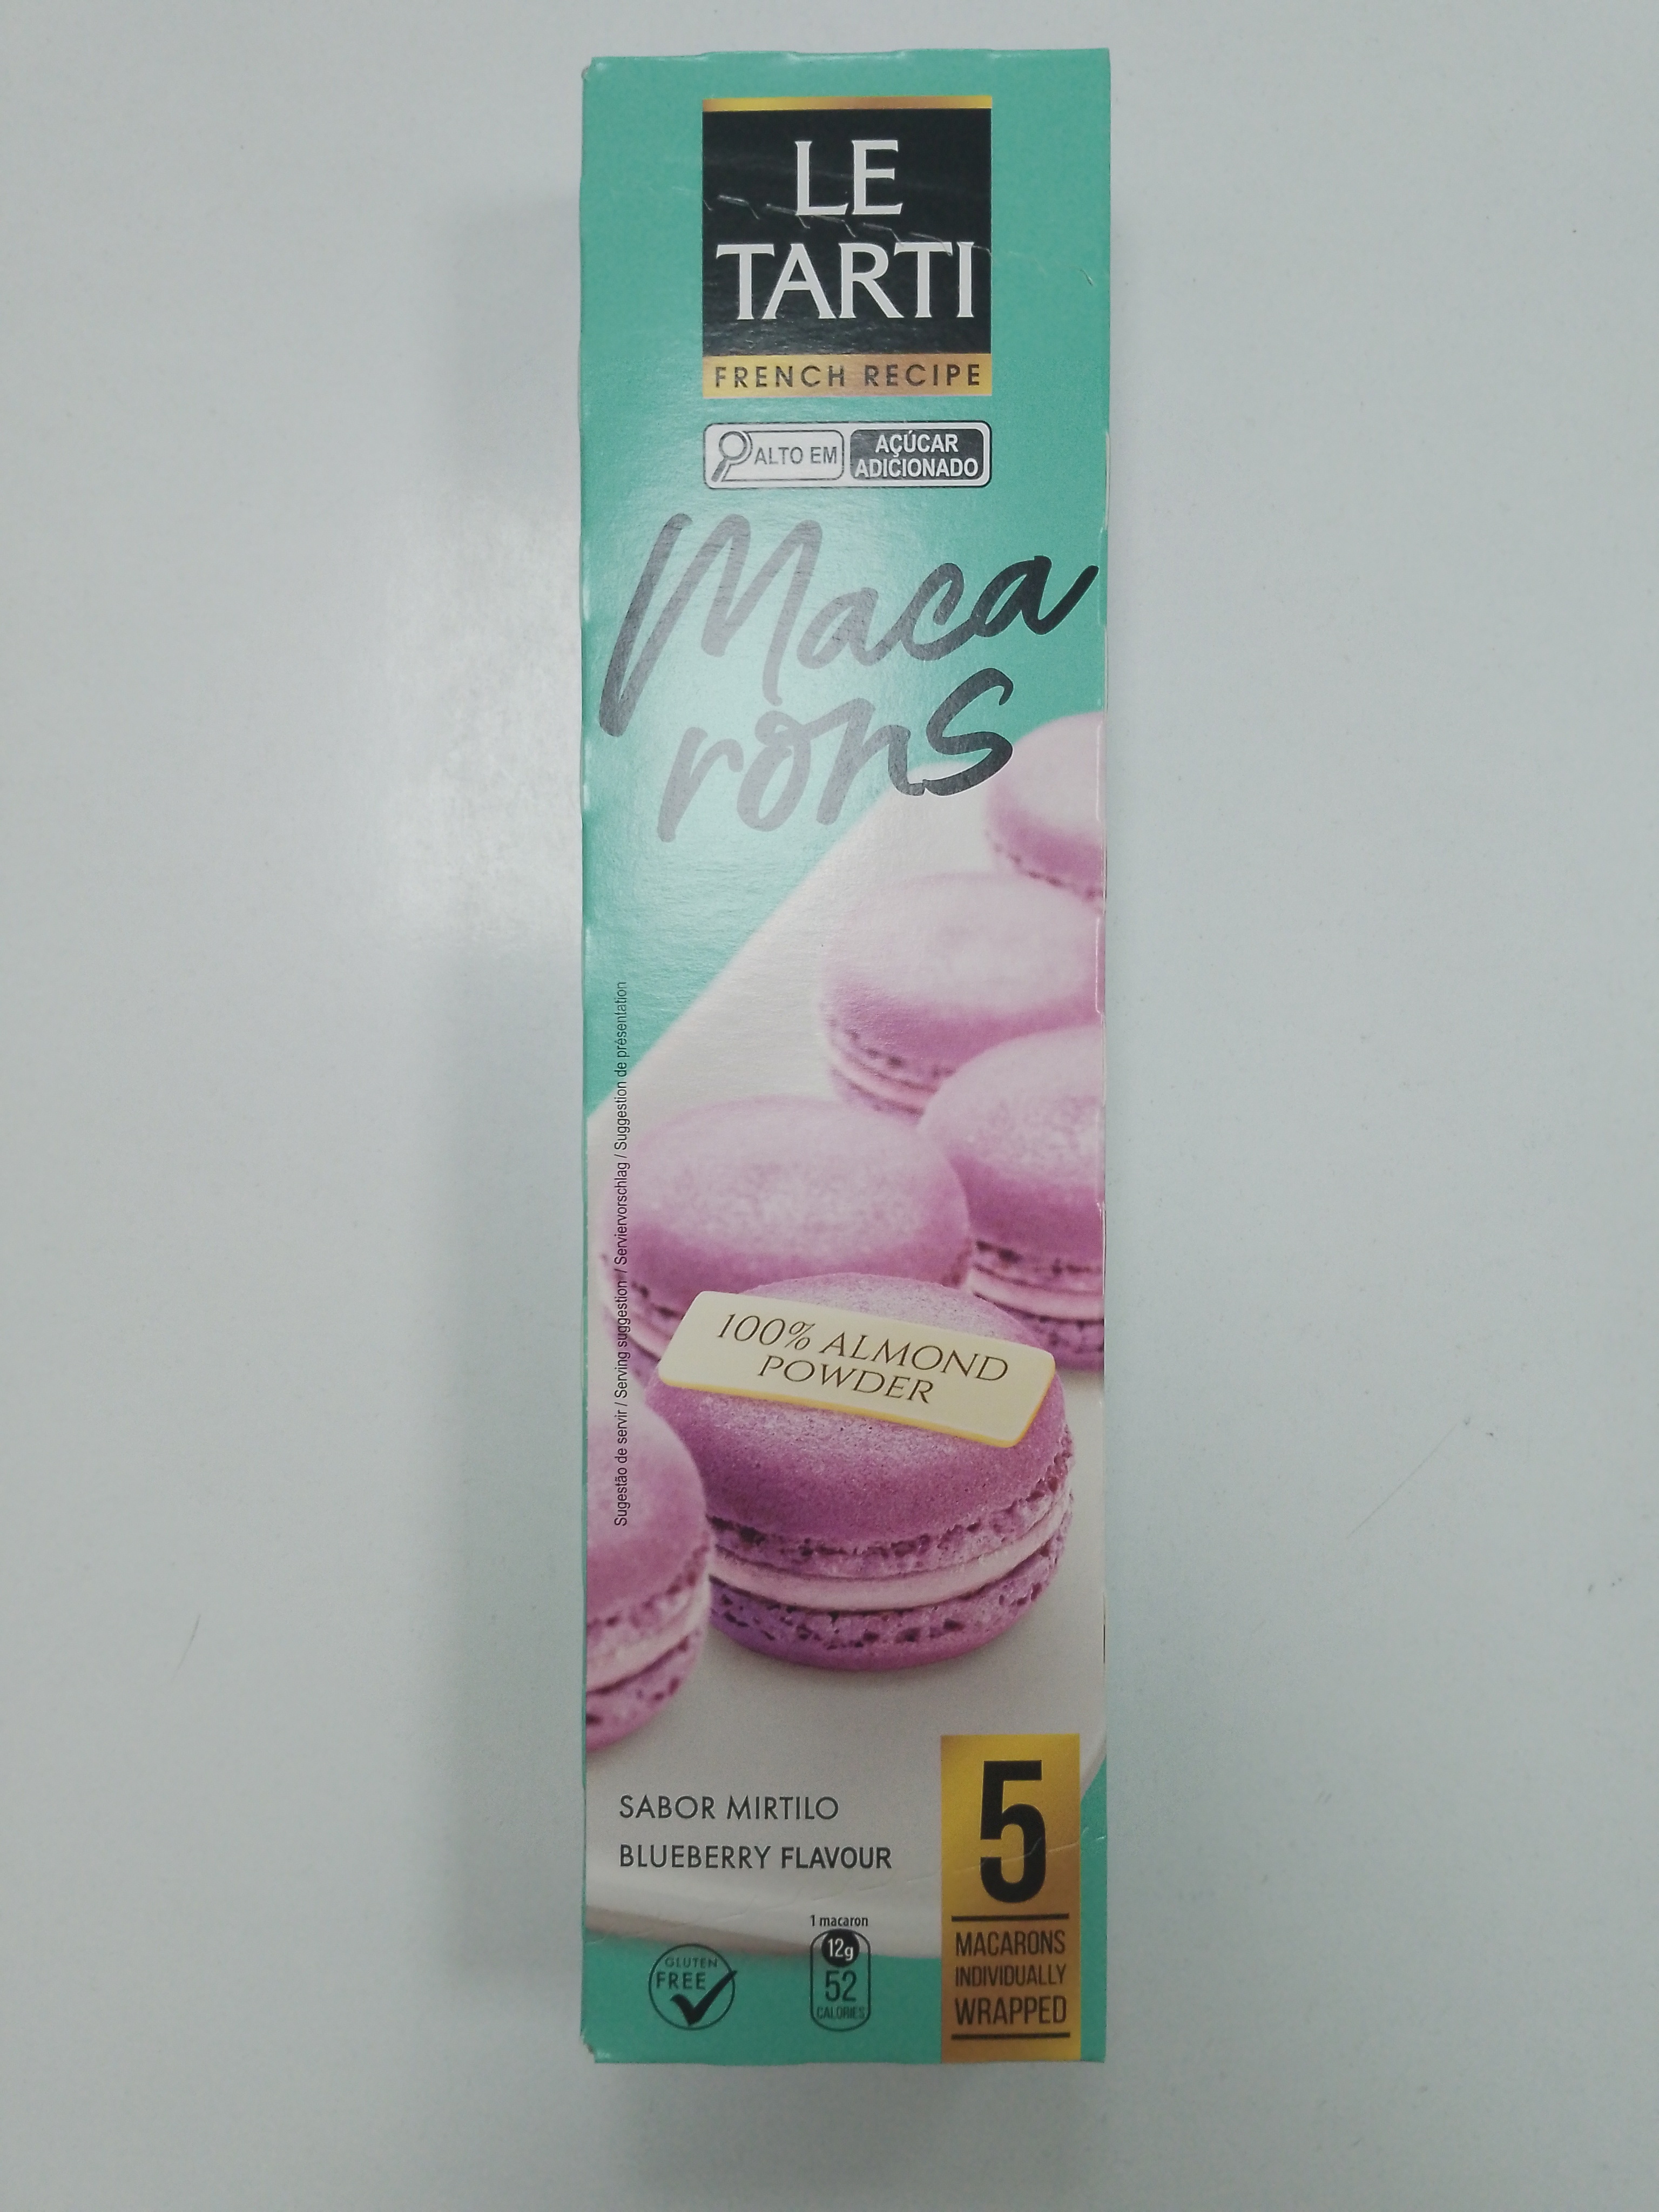 LE
TARTI
FRENCH RECIPE
ALTO EM
AÇÚCAR
ADICIONADO
Maca
rons
Sugestão de servir / Serving suggestion / Serviervorschlag / Suggestion de présentation
100% ALMOND
POWDER
SABOR MIRTILO
BLUEBERRY FLAVOUR
GLUTEN
FREE
1 macaron
12g
52
CALORIES
5
MACARONS
INDIVIDUALLY
WRAPPED